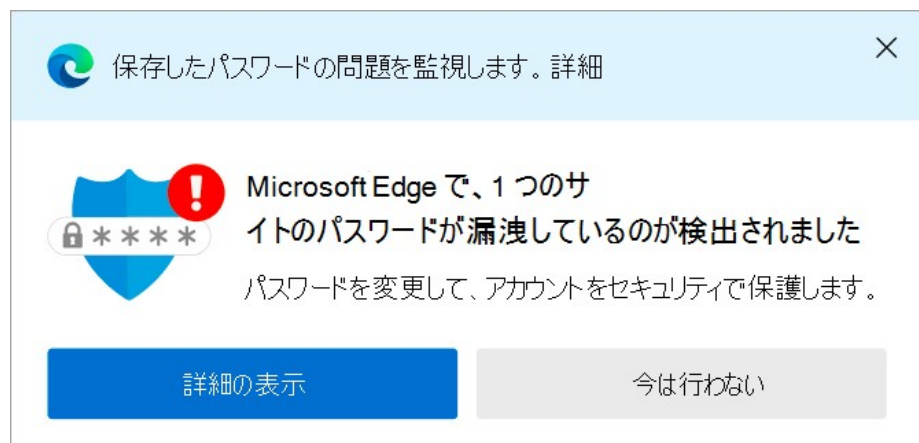 保存したパスワードの問題を監視します。詳細
Microsoft Edge で、1 つのサ
イトのパスワードが漏洩しているのが検出されました
パスワードを変更して、アカウントをセキュリティで保護します。
詳細の表示
今は行わない